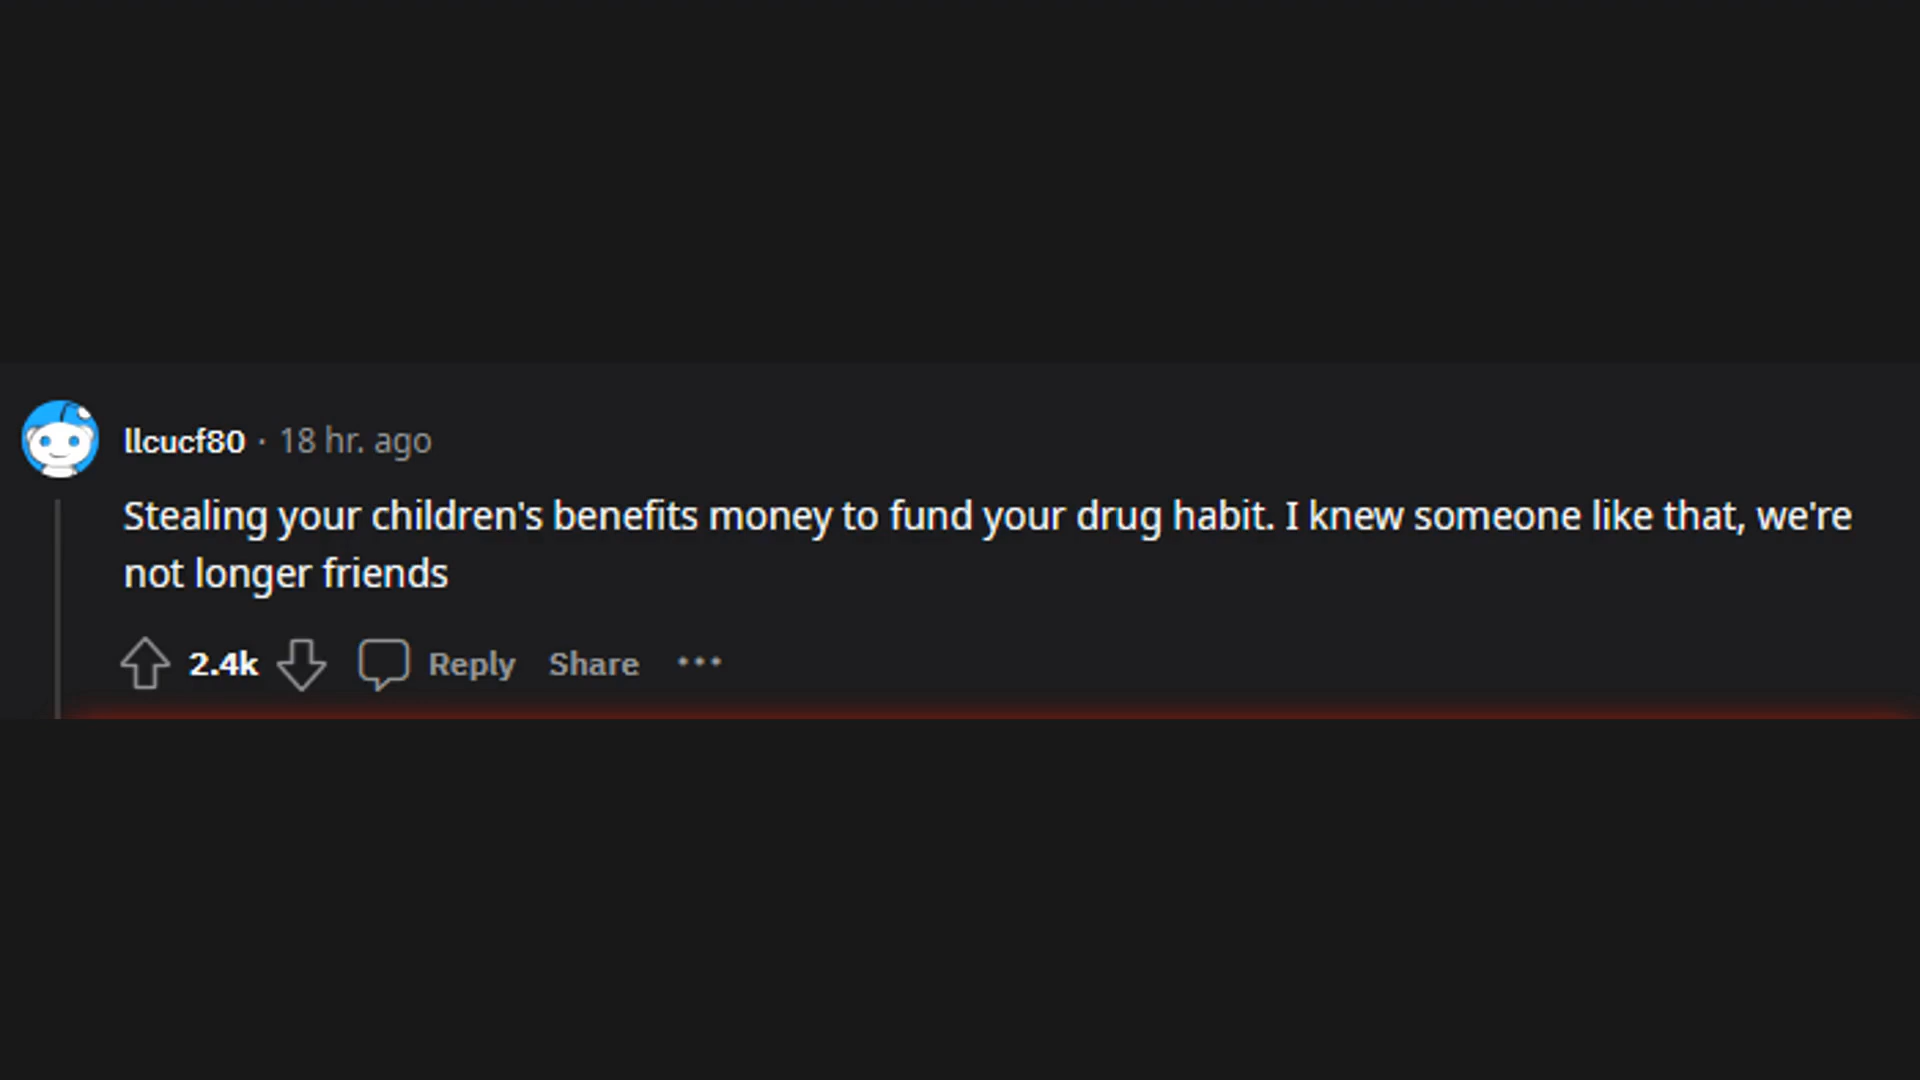 llcucf80 · 18 hr. ago
Stealing your children's benefits money to fund your drug habit. I knew someone like that, we're
not longer friends
2.4k Reply Share ···